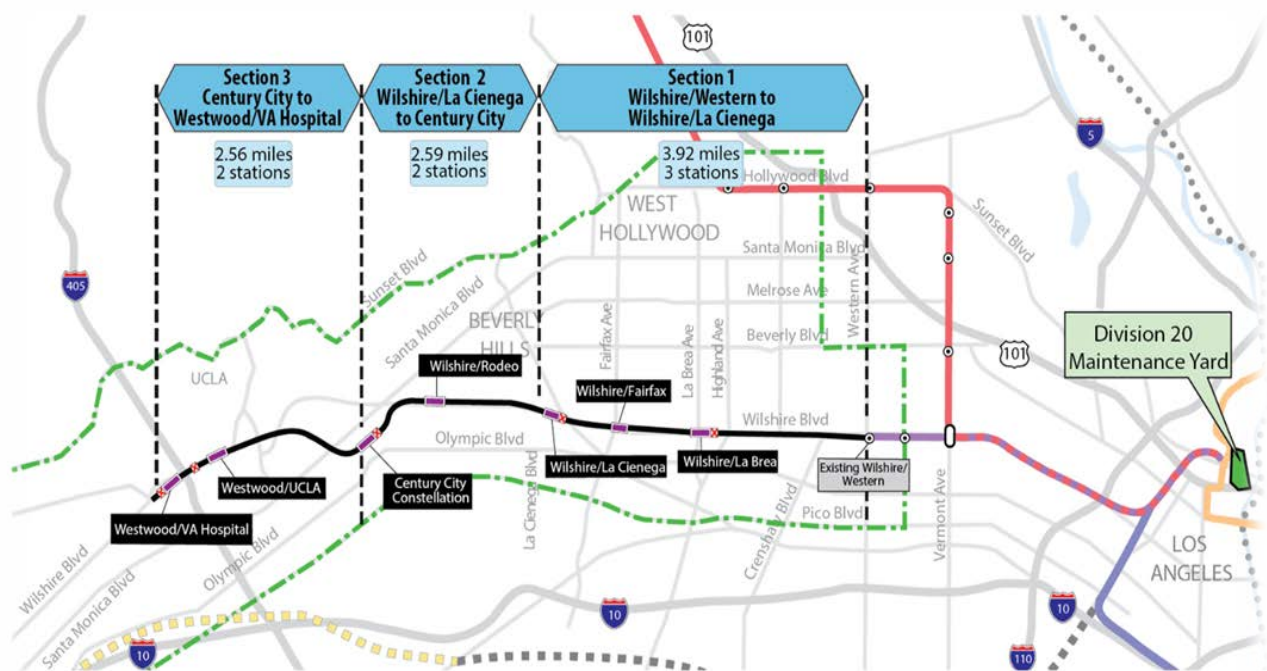 101
Section 3
Century City to
Westwood/VA Hospital
Section 2
Wilshire/La Cienega
to Century City
Section 1
Wilshire/Western to
Wilshire/La Cienega
5
2.56 miles
2 stations
2.59 miles
2 stations
3.92 miles
3 stations
Hollywood Blvd
WEST
HOLLYWOOD
Sunset Blvd
Santa Monica Blvd
Sunset Blvd
405
Santa Monica Blvd
Melrose Ave
Western Ave
BEVERLY
HILLS
Fairfax Ave
La Brea Ave
Highland Ave
Beverly Blvd
101
Division 20
Maintenance Yard
UCLA
Wilshire/Rodeo
Wilshire/Fairfax
Wilshire Blvd
Olympic Blvd
Wilshire/La Cienega
Wilshire/La Brea
Existing Wilshire/
Western
Westwood/UCLA
Century City
Constellation
La Cienega Blvd
Crenshaw Blvd
Pico Blvd
Vermont Ave
Westwood/VA Hospital
Wilshire Blvd
Santa Monica Blvd
Olympic Blvd
LOS
ANGELES
10
10
10
110